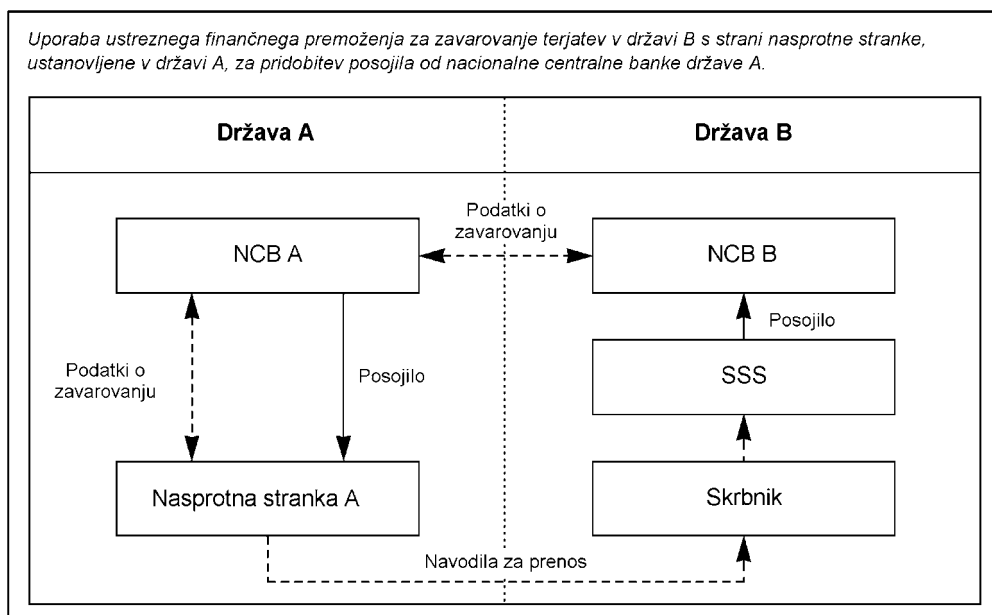 Uporaba ustreznega finančnega premoženja za zavarovanje terjatev v državi B s strani nasprotne stranke,
ustanovljene v državi A, za pridobitev posojila od nacionalne centralne banke države A.
Država A
Država B
Podatki o
zavarovanju
NCB A
NCB B
Posojilo
Podatki o
zavarovanju
Posojilo
SSS
Nasprotna stranka A
Skrbnik
Navodila za prenos